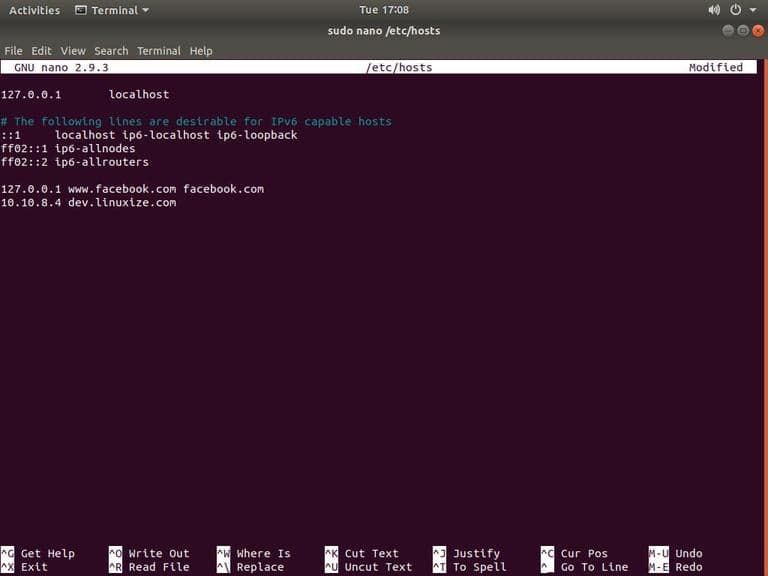 Activities Terminal Tue 17:08
sudo nano /etc/hosts
File Edit View Search Terminal Help
GNU nano 2.9.3 /etc/hosts Modified
127.0.0.1 localhost
# The following lines are desirable for IPv6 capable hosts
::1 localhost ip6-localhost ip6-loopback
ff02::1 ip6-allnodes
ff02::2 ip6-allrouters
127.0.0.1 www.facebook.com facebook.com
10.10.8.4 dev.linuxize.com
^G Get Help ^O Write Out ^W Where Is ^K Cut Text ^J Justify ^C Cur Pos M-U Undo
^X Exit ^R Read File ^\ Replace ^U Uncut Text ^T To Spell ^_ Go To Line M-E Redo